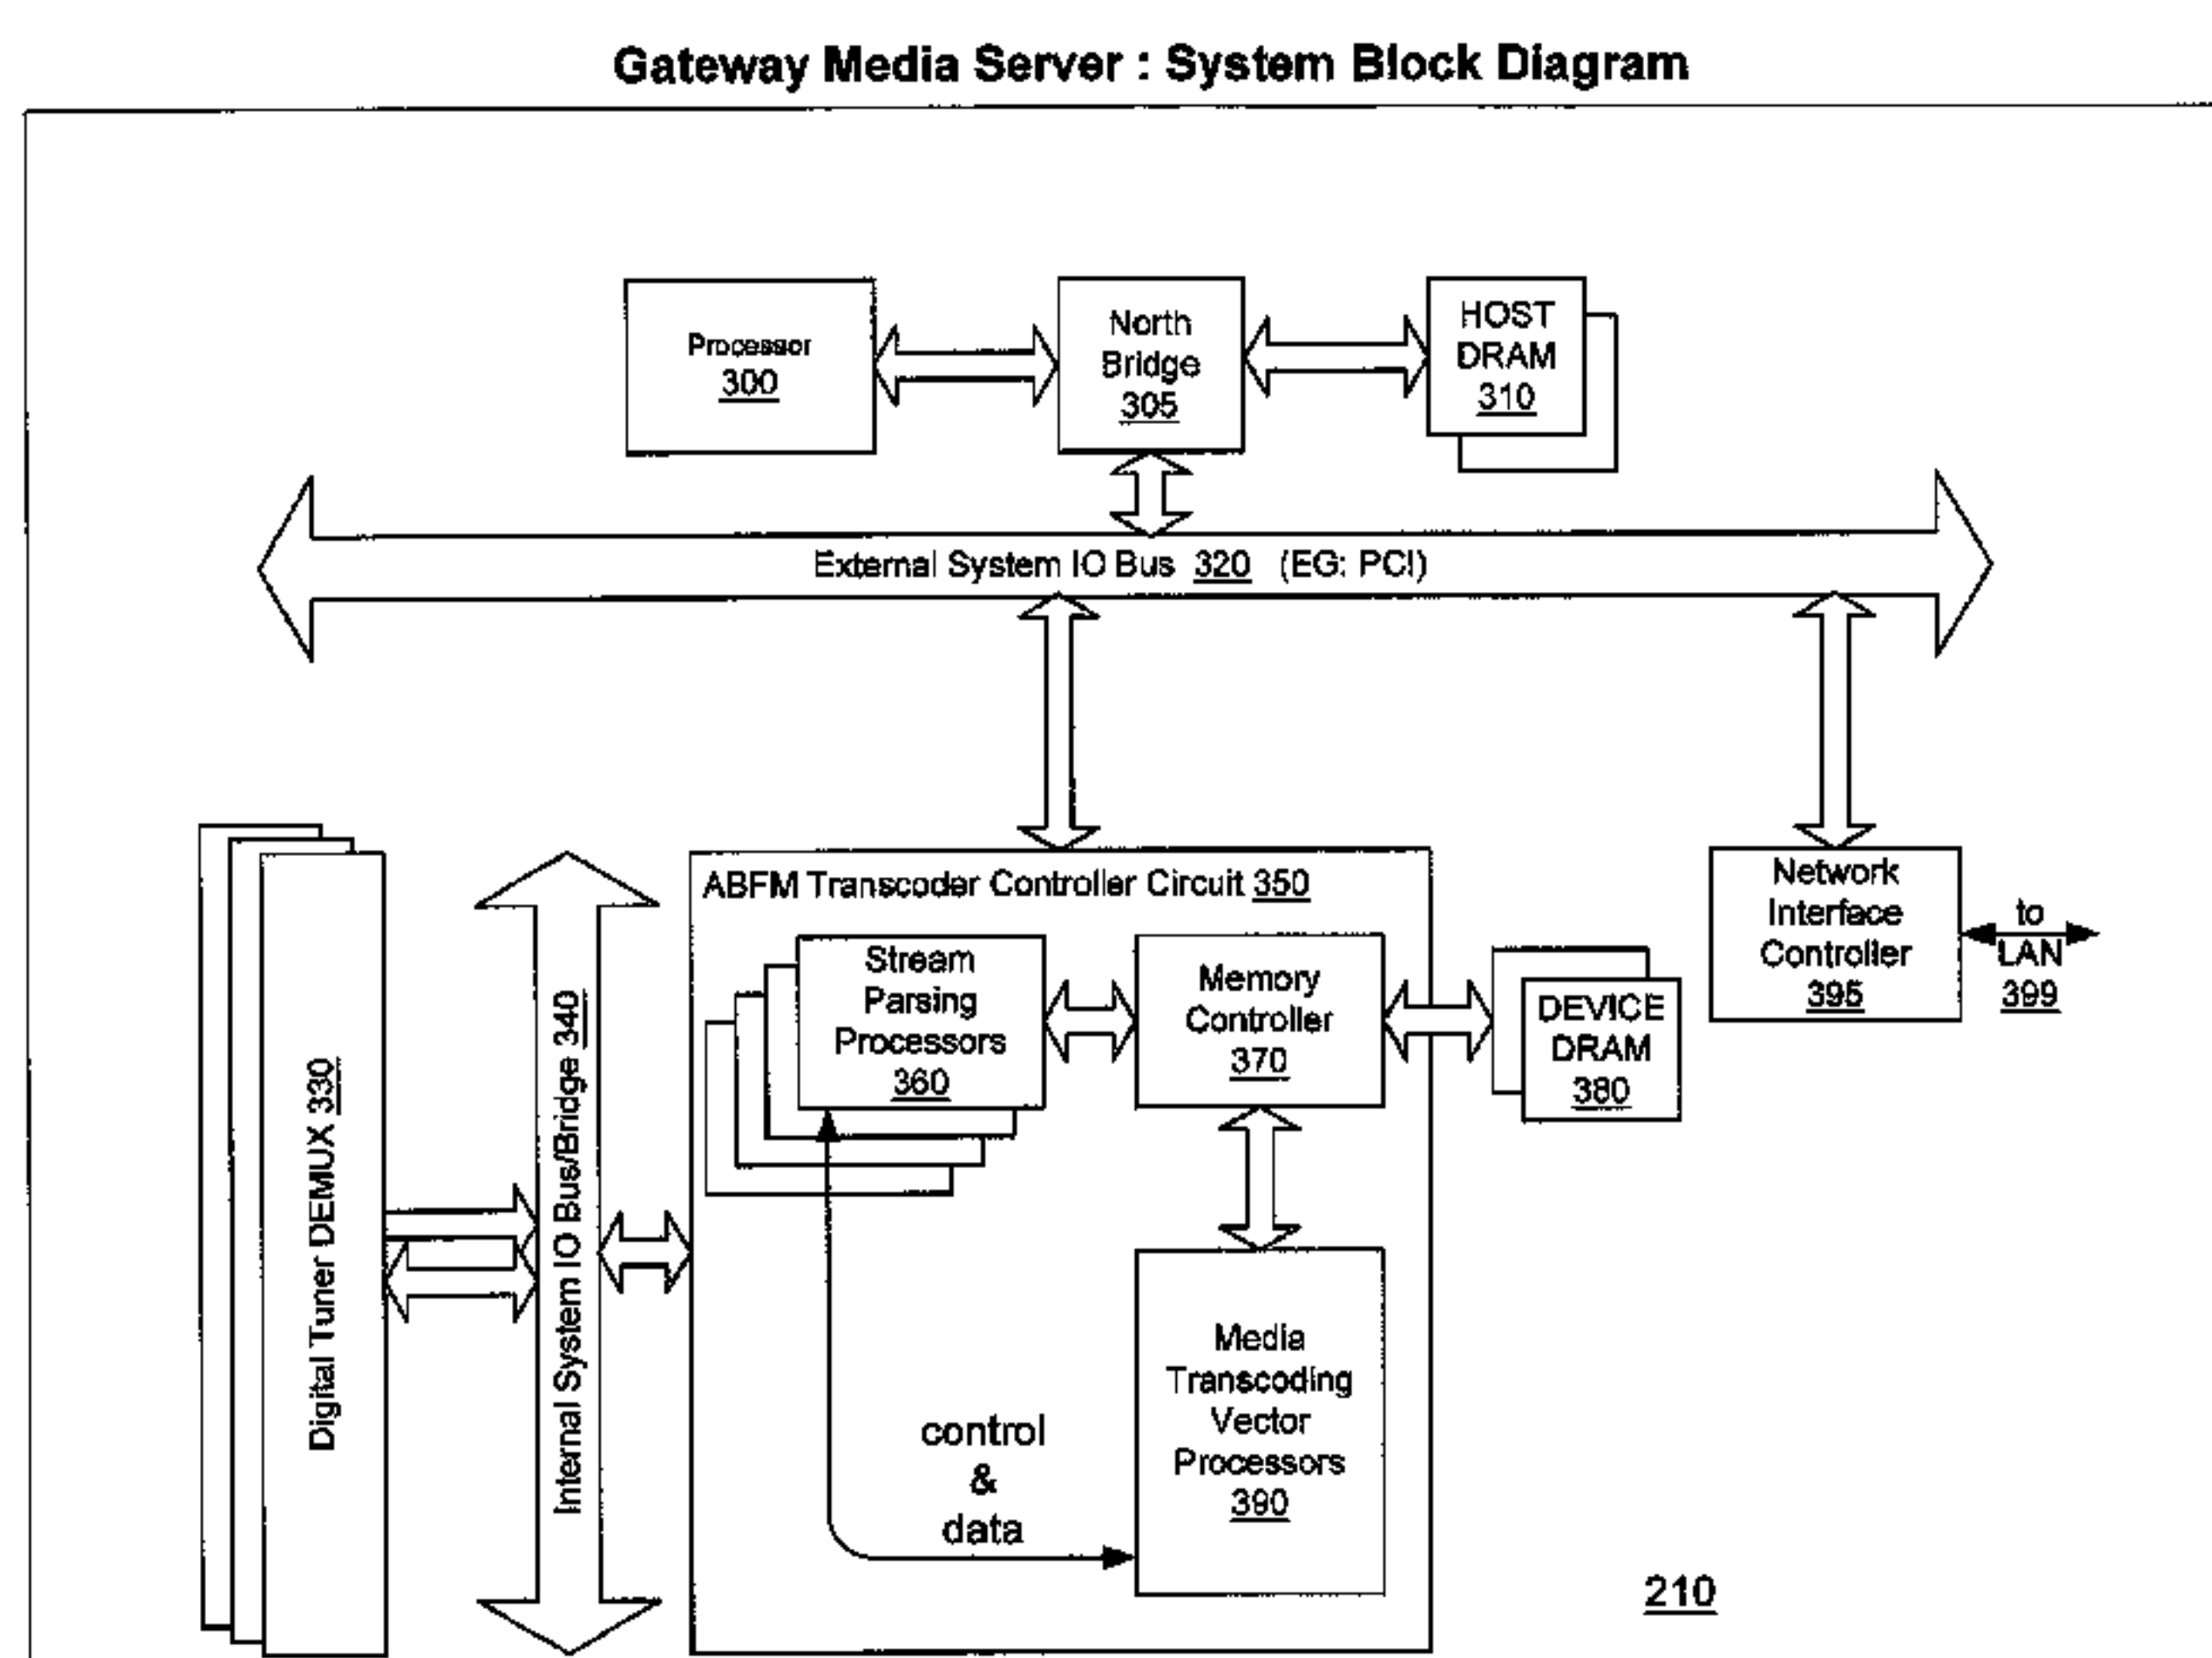 Gateway Media Server : System Block Diagram
Processor
300
North
Bridge
305
HOST
DRAM
310
External System IO Bus 320 (EG: PCI)
Digital Tuner DEMUX 330
Internal System IO Bus/Bridge 340
ABFM Transcoder Controller Circuit 350
Stream
Parsing
Processors
360
Memory
Controller
370
DEVICE
DRAM
380
Network
Interface
Controller
395
to
LAN
399
Media
Transcoding
Vector
Processors
390
control
&
data
210